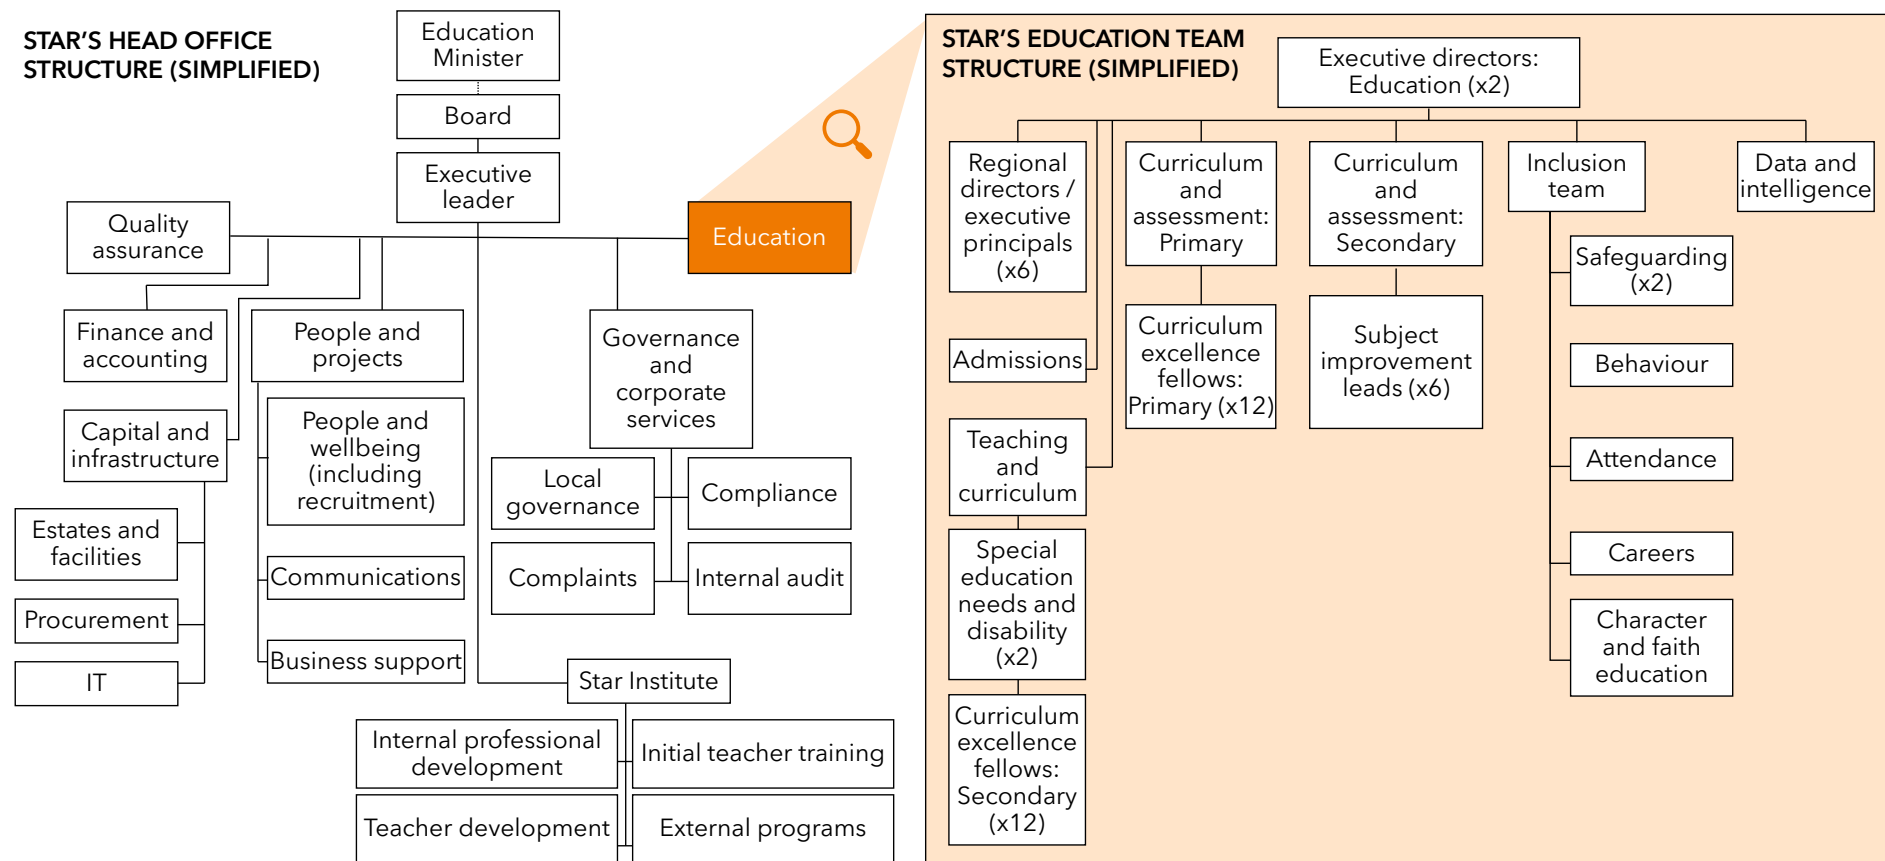 STAR'S HEAD OFFICE
STRUCTURE (SIMPLIFIED)
Education
Minister
Board
Executive
leader
Quality
assurance
Education
Finance and
accounting
People and
projects
Governance
and
corporate
services
Capital and
infrastructure
People and
wellbeing
(including
recruitment)
Local
governance
Compliance
Estates and
facilities
Communications
Complaints
Internal audit
Procurement
Business support
IT
Star Institute
Internal professional
development
Initial teacher training
Teacher development
External programs
STAR'S EDUCATION TEAM
STRUCTURE (SIMPLIFIED)
Executive directors:
Education (x2)
Regional
directors /
executive
principals
(x6)
Curriculum
and
assessment:
Primary
Curriculum
and
assessment:
Secondary
Inclusion
team
Data and
intelligence
Admissions
Curriculum
excellence
fellows:
Primary (x12)
Subject
improvement
leads (x6)
Safeguarding
(x2)
Behaviour
Teaching
and
curriculum
Attendance
Special
education
needs and
disability
(x2)
Careers
Character
and faith
education
Curriculum
excellence
fellows:
Secondary
(x12)